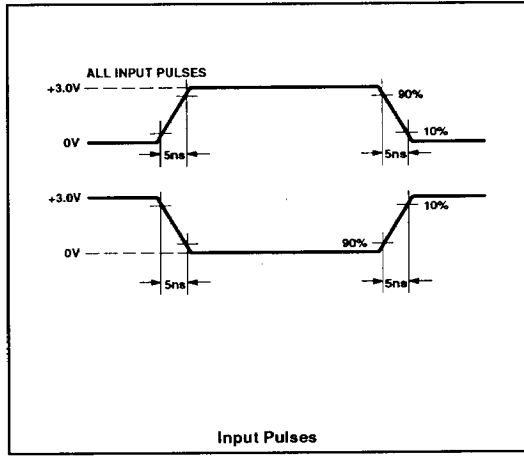 ALL INPUT PULSES
+3.0V
90%
10%
0V
5ns
5ns
+3.0V
10%
90%
0V
5ns
5ns
Input Pulses